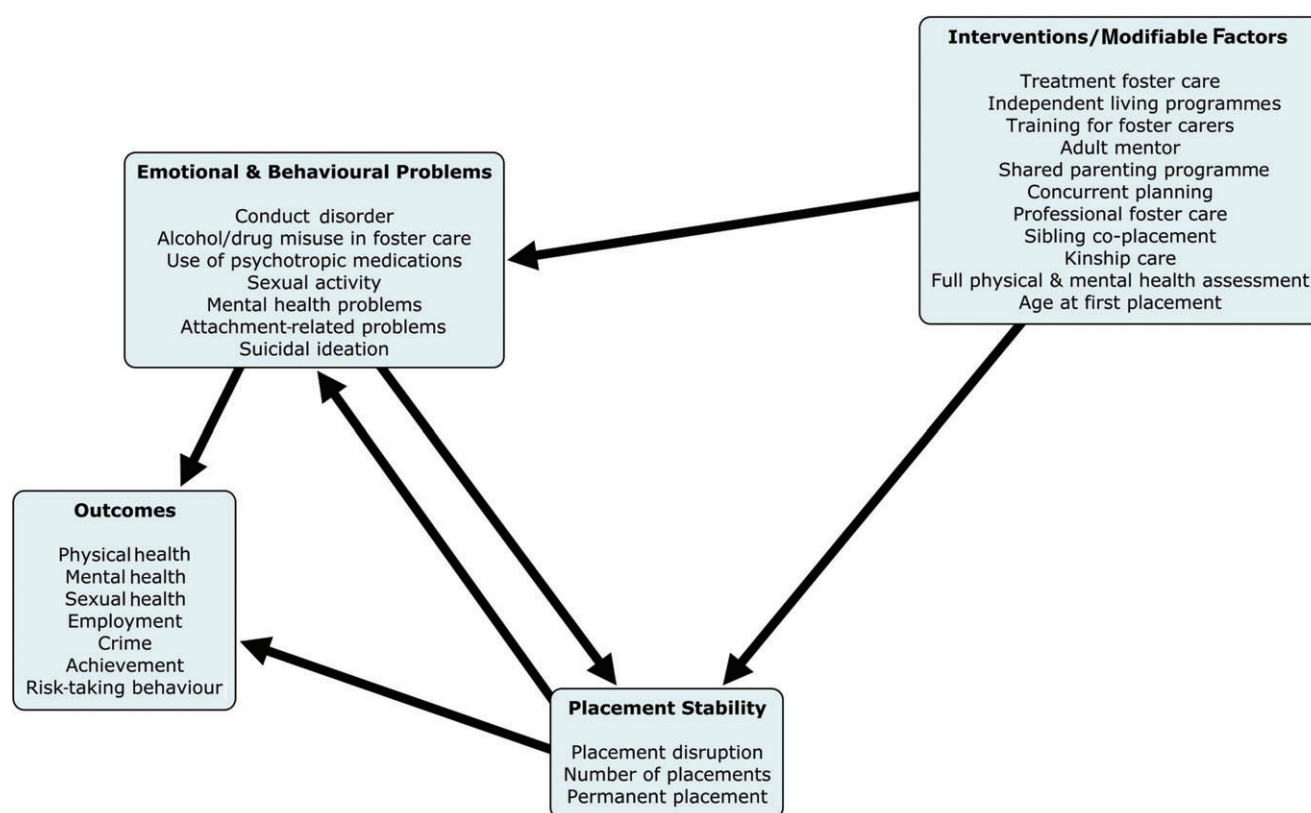 Interventions/Modifiable Factors
Treatment foster care
Independent living programmes
Training for foster carers
Adult mentor
Shared parenting programme
Concurrent planning
Professional foster care
Sibling co-placement
Kinship care
Full physical & mental health assessment
Age at first placement
Emotional & Behavioural Problems
Conduct disorder
Alcohol/drug misuse in foster care
Use of psychotropic medications
Sexual activity
Mental health problems
Attachment-related problems
Suicidal ideation
Outcomes
Physical health
Mental health
Sexual health
Employment
Crime
Achievement
Risk-taking behaviour
Placement Stability
Placement disruption
Number of placements
Permanent placement